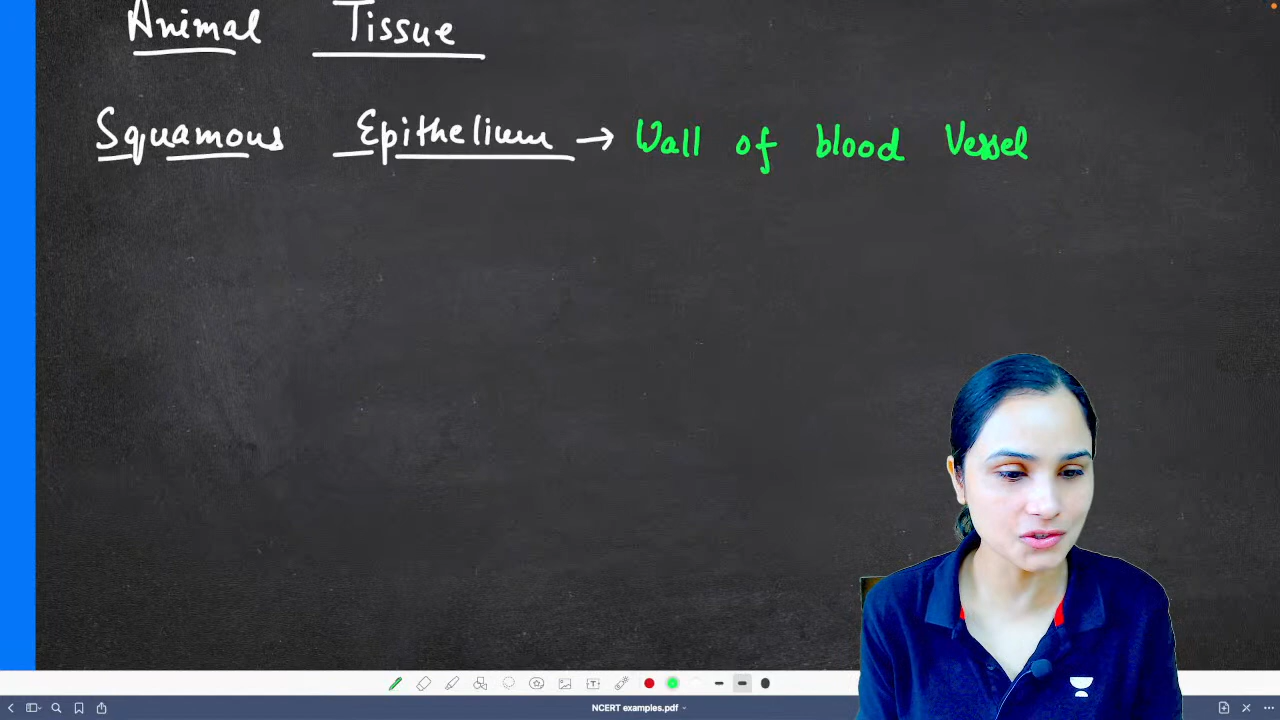 Animal Tissue
Squamous Epithelium → Wall of blood Vessel
NCERT examples.pdf